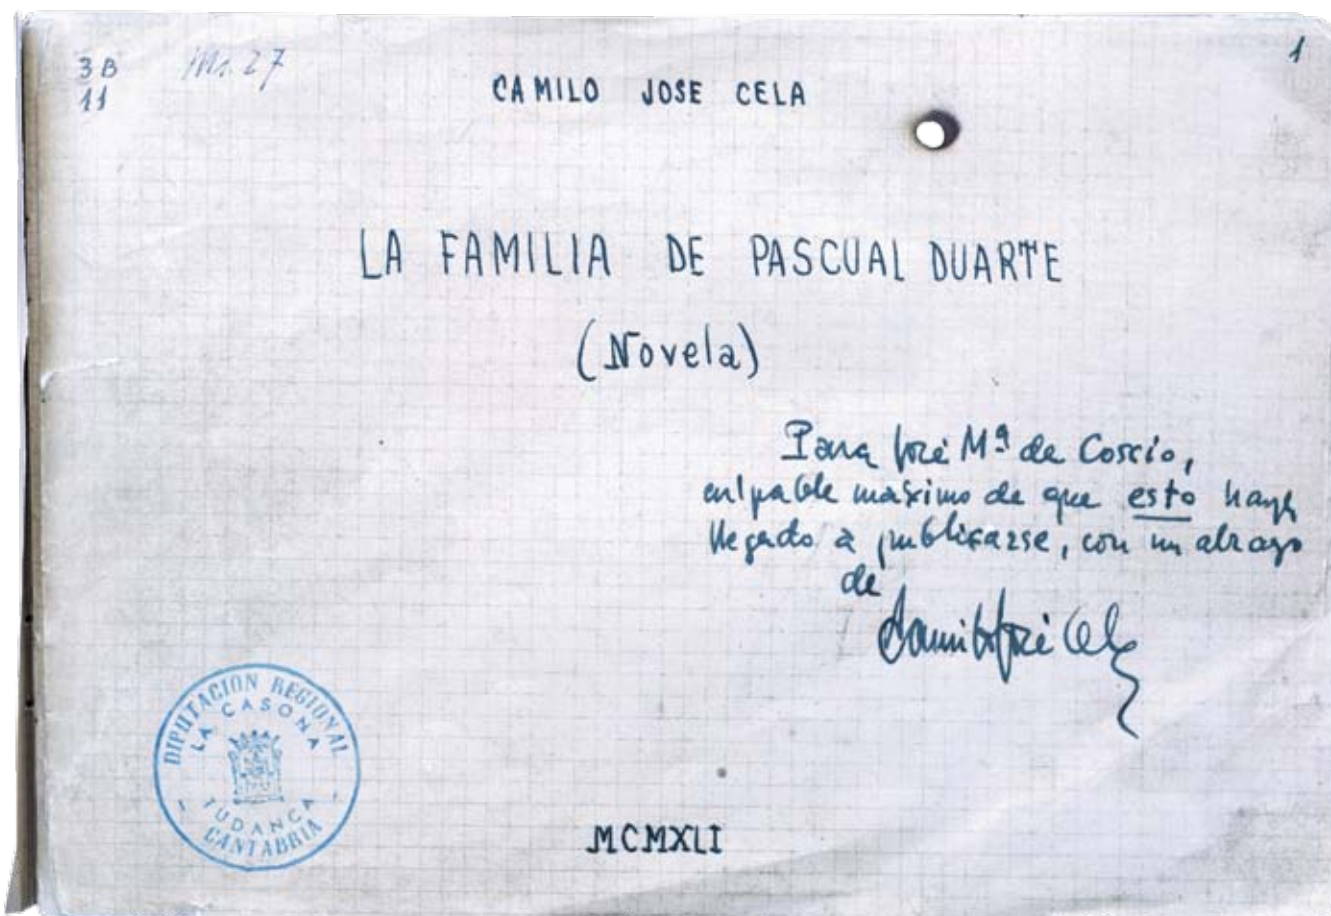 3B
11
Ms. 27
1
CAMILO JOSE CELA
LA FAMILIA DE PASCUAL DUARTE
(Novela)
Para José Mª de Cossío,
culpable máximo de que esto haya
llegado a publicarse, con un abrazo
de
Camilo José Cela
DIPUTACION REGIONAL
LA CASONA
TUDANCA
CANTABRIA
MCMXLI